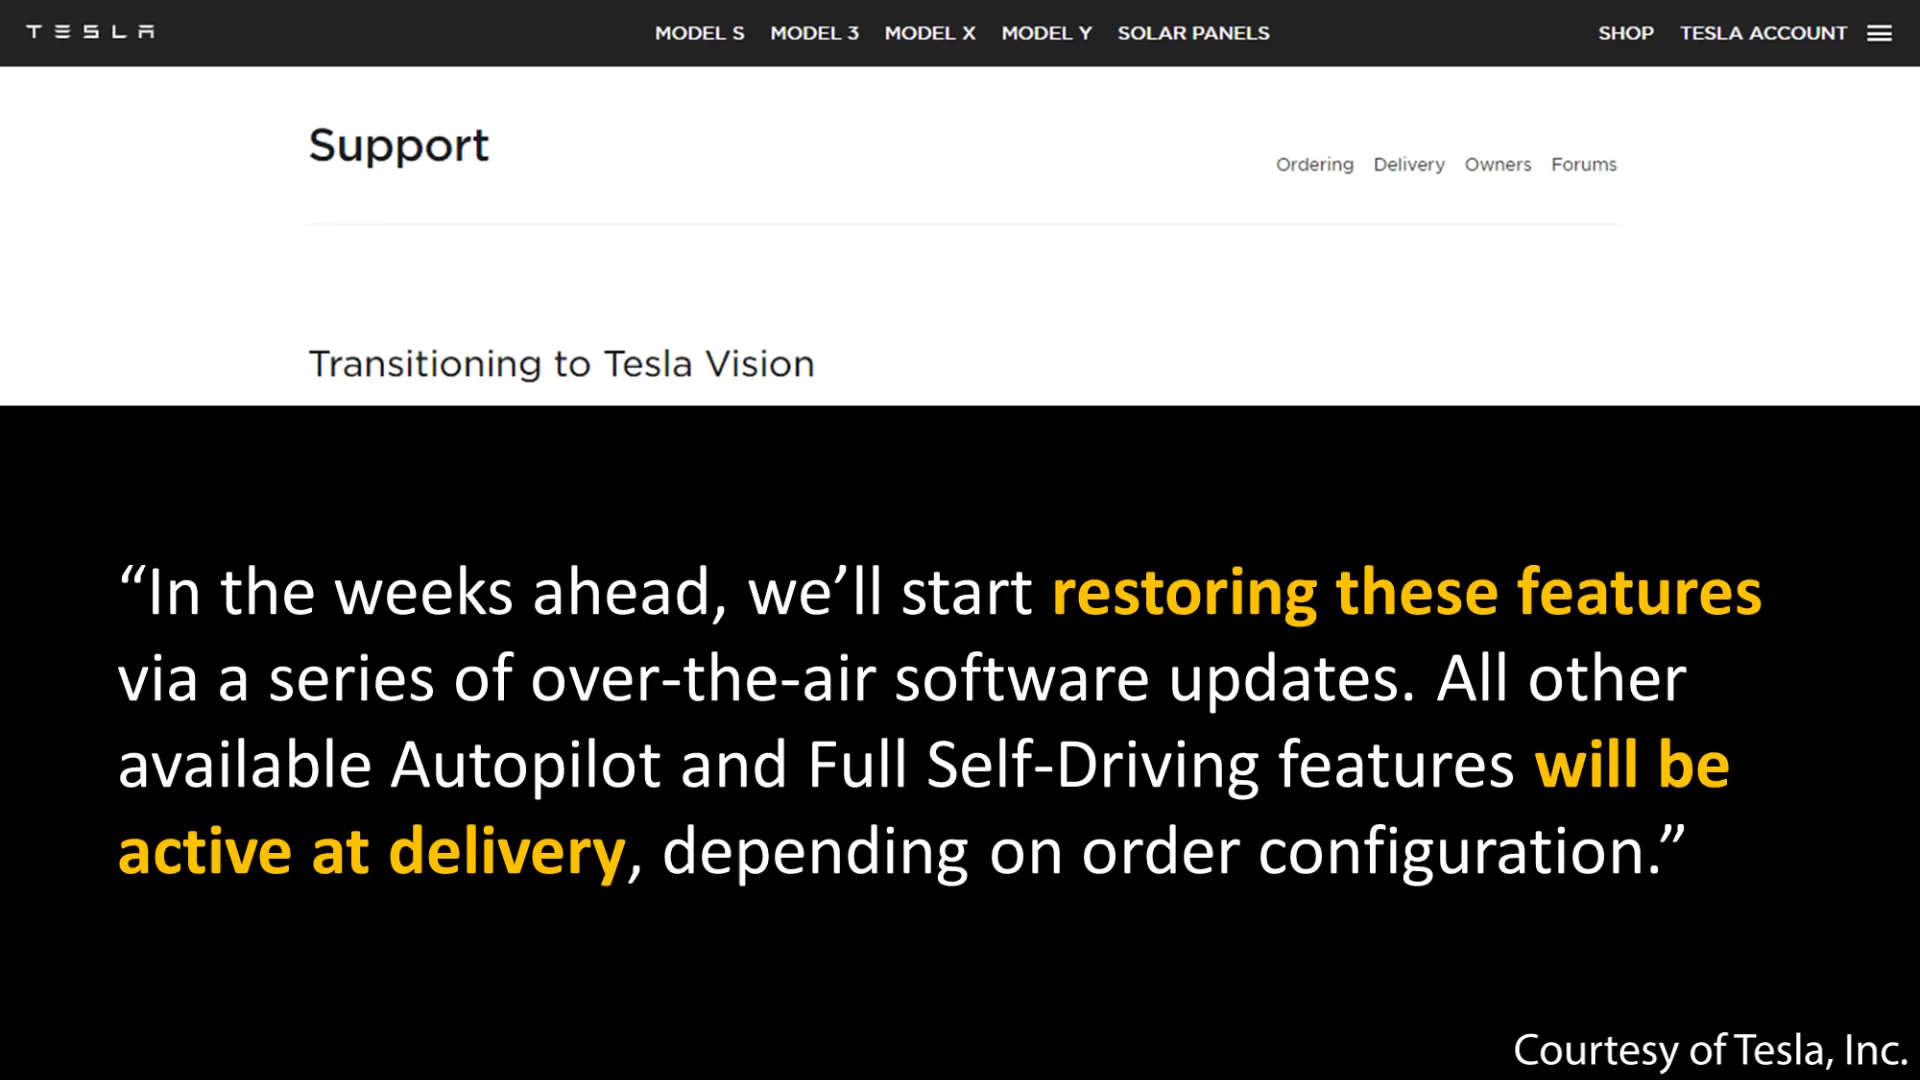 TESLA MODEL S MODEL 3 MODEL X MODEL Y SOLAR PANELS SHOP TESLA ACCOUNT
Support
Ordering Delivery Owners Forums
Transitioning to Tesla Vision
“In the weeks ahead, we’ll start restoring these features
via a series of over-the-air software updates. All other
available Autopilot and Full Self-Driving features will be
active at delivery, depending on order configuration.”
Courtesy of Tesla, Inc.